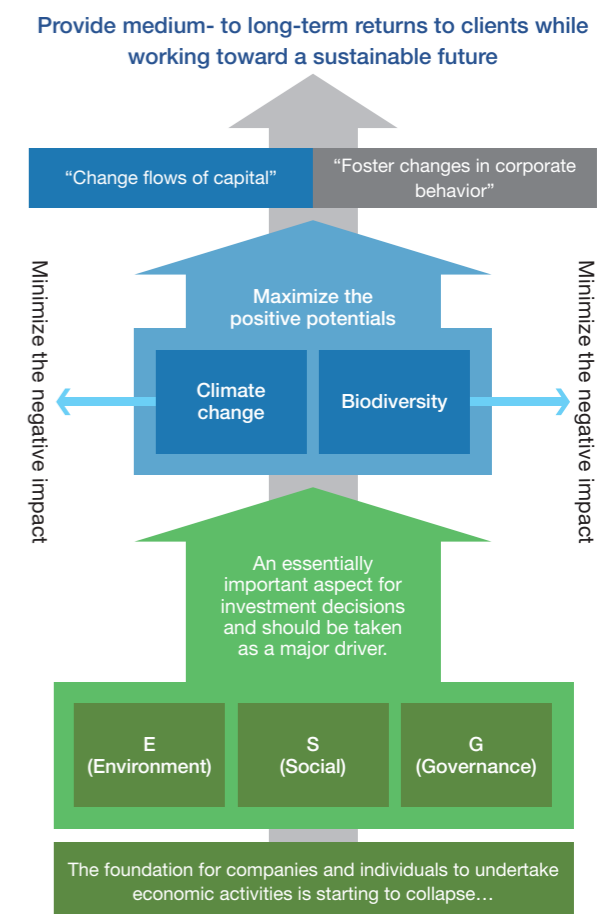 Provide medium- to long-term returns to clients while
working toward a sustainable future
“Change flows of capital”
“Foster changes in corporate
behavior”
Maximize the
positive potentials
Minimize the negative impact
Climate
change
Biodiversity
Minimize the negative impact
An essentially
important aspect for
investment decisions
and should be taken
as a major driver.
E
(Environment)
S
(Social)
G
(Governance)
The foundation for companies and individuals to undertake
economic activities is starting to collapse…